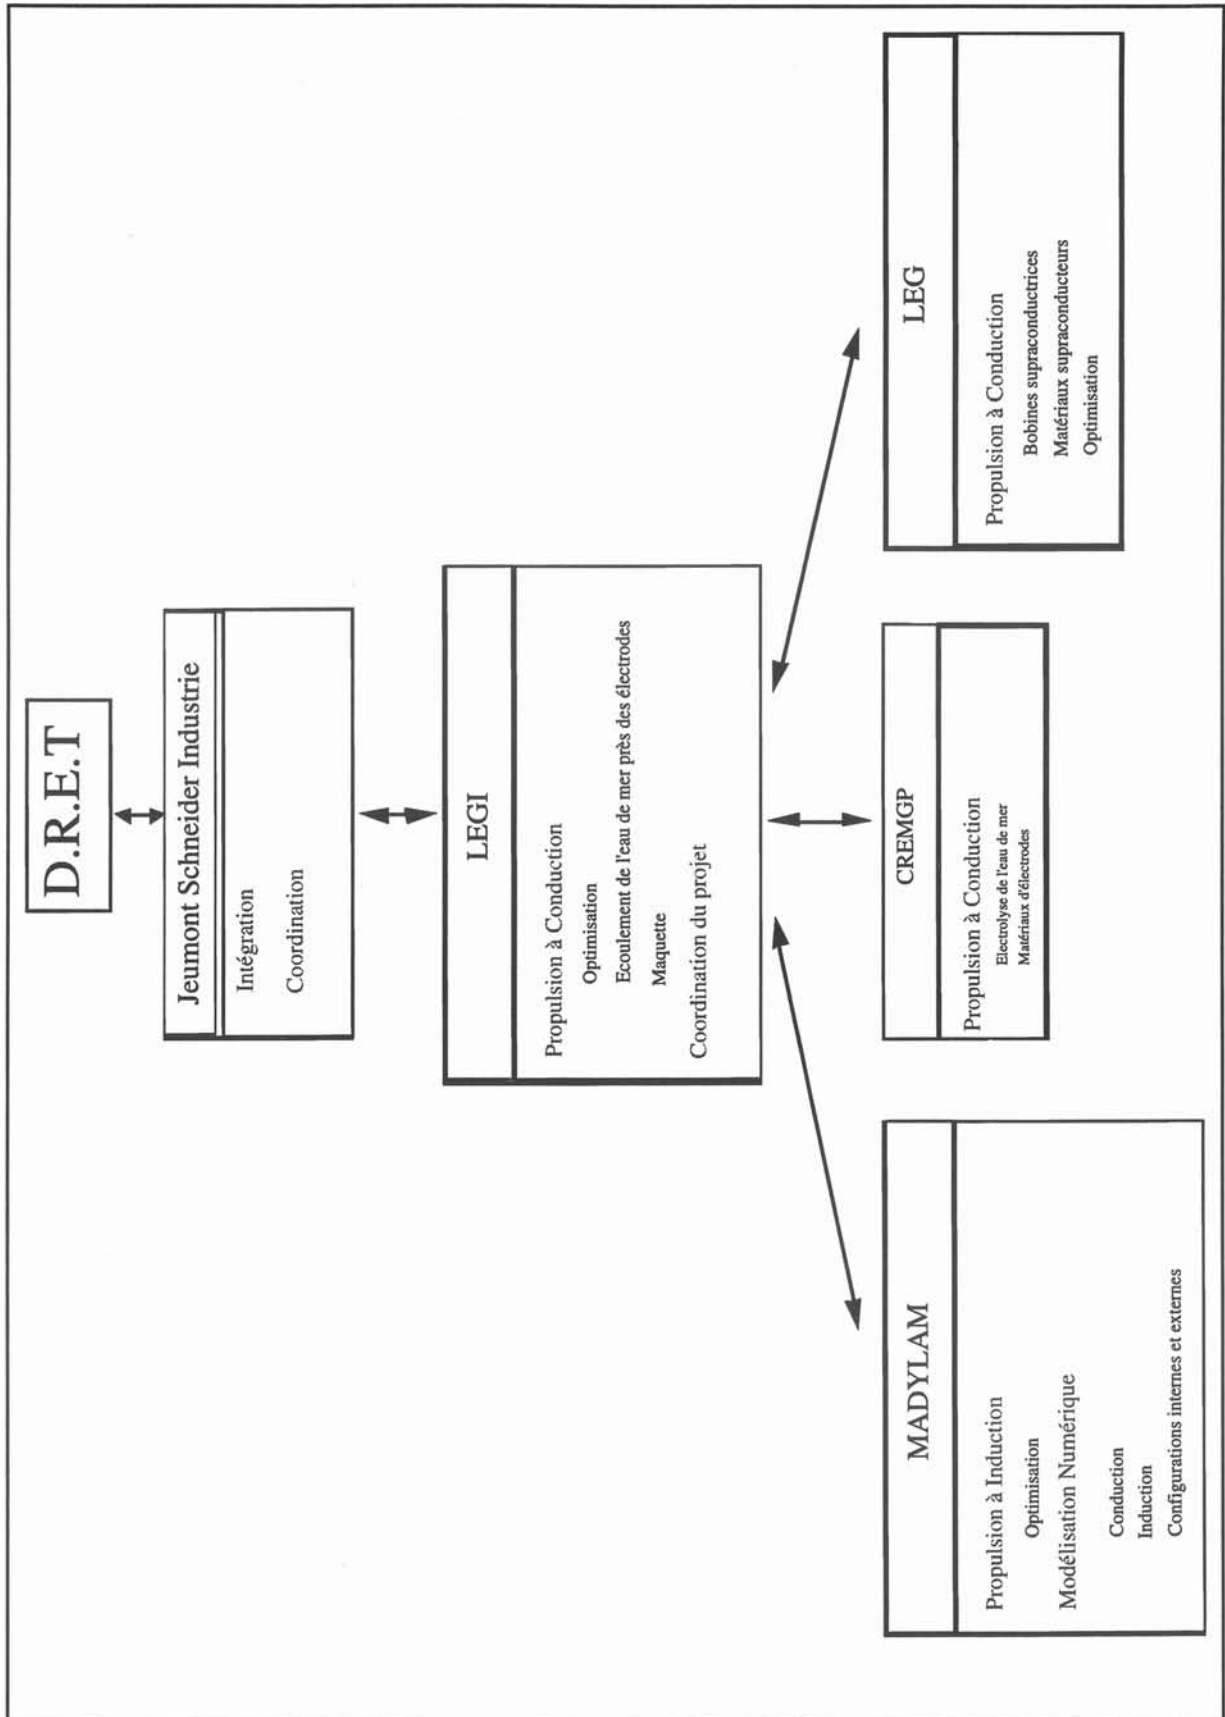 D.R.E.T
Jeumont Schneider Industrie
Intégration
Coordination
LEGI
Propulsion à Conduction
Optimisation
Ecoulement de l'eau de mer près des électrodes
Maquette
Coordination du projet
MADYLAM
Propulsion à Induction
Optimisation
Modélisation Numérique
Conduction
Induction
Configurations internes et externes
CREMGP
Propulsion à Conduction
Electrolyse de l'eau de mer
Matériaux d'électrodes
LEG
Propulsion à Conduction
Bobines supraconductrices
Matériaux supraconducteurs
Optimisation